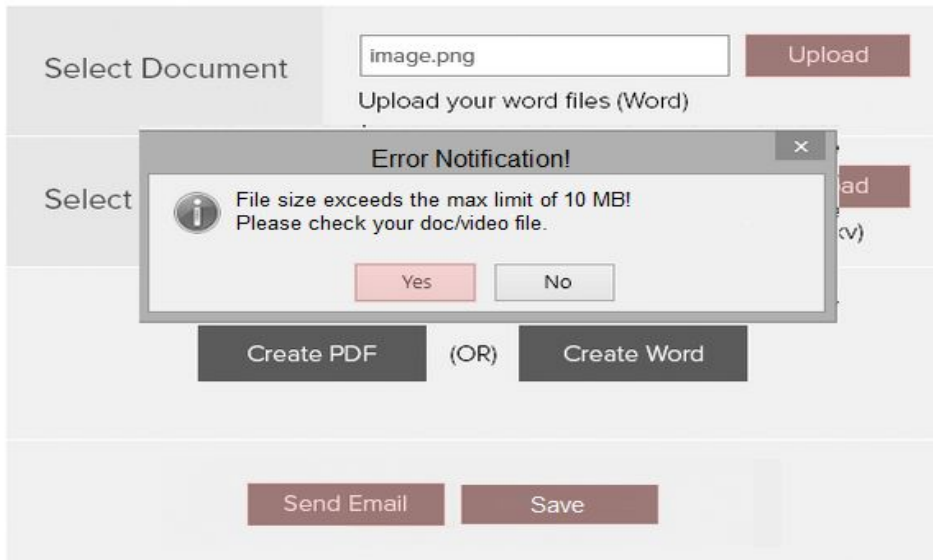 Select Document
image.png
Upload
Upload your word files (Word)
Error Notification!
Select
File size exceeds the max limit of 10 MB!
Please check your doc/video file.
Yes
No
Create PDF
(OR)
Create Word
Send Email
Save